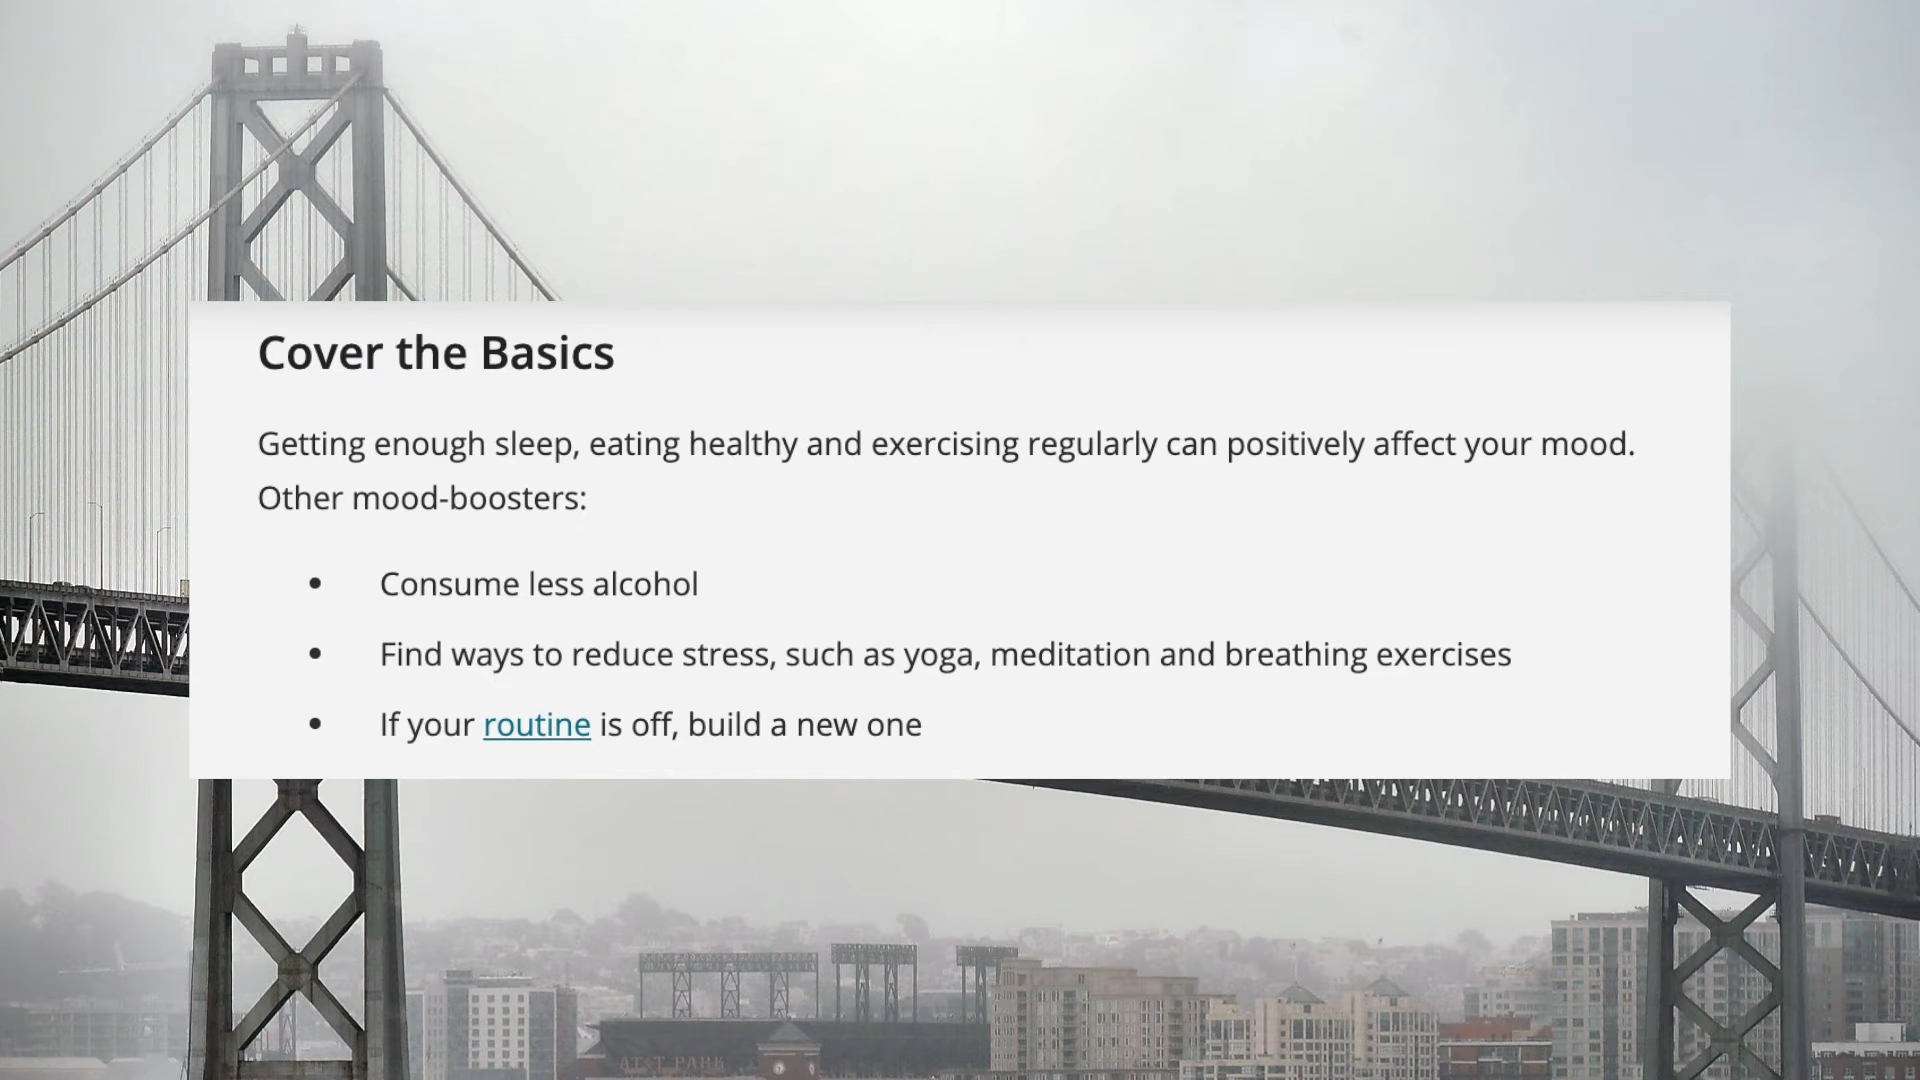 Cover the Basics
Getting enough sleep, eating healthy and exercising regularly can positively affect your mood.
Other mood-boosters:
• Consume less alcohol
• Find ways to reduce stress, such as yoga, meditation and breathing exercises
• If your routine is off, build a new one
AT&T PARK